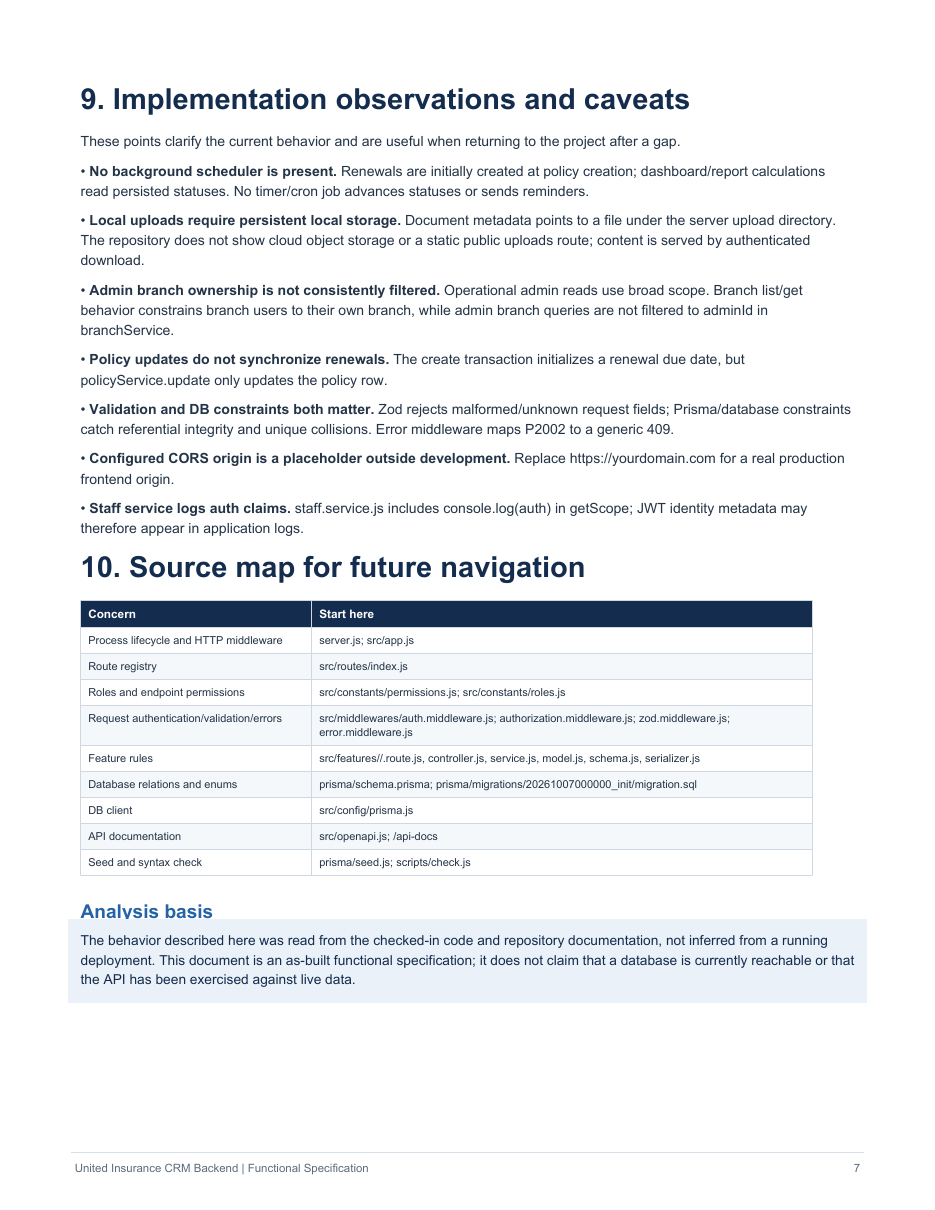 9. Implementation observations and caveats
These points clarify the current behavior and are useful when returning to the project after a gap.
• No background scheduler is present. Renewals are initially created at policy creation; dashboard/report calculations
read persisted statuses. No timer/cron job advances statuses or sends reminders.
• Local uploads require persistent local storage. Document metadata points to a file under the server upload directory.
The repository does not show cloud object storage or a static public uploads route; content is served by authenticated
download.
• Admin branch ownership is not consistently filtered. Operational admin reads use broad scope. Branch list/get
behavior constrains branch users to their own branch, while admin branch queries are not filtered to adminId in
branchService.
• Policy updates do not synchronize renewals. The create transaction initializes a renewal due date, but
policyService.update only updates the policy row.
• Validation and DB constraints both matter. Zod rejects malformed/unknown request fields; Prisma/database constraints
catch referential integrity and unique collisions. Error middleware maps P2002 to a generic 409.
• Configured CORS origin is a placeholder outside development. Replace https://yourdomain.com for a real production
frontend origin.
• Staff service logs auth claims. staff.service.js includes console.log(auth) in getScope; JWT identity metadata may
therefore appear in application logs.
10. Source map for future navigation
Concern Start here
Process lifecycle and HTTP middleware server.js; src/app.js
Route registry src/routes/index.js
Roles and endpoint permissions src/constants/permissions.js; src/constants/roles.js
Request authentication/validation/errors src/middlewares/auth.middleware.js; authorization.middleware.js; zod.middleware.js;
error.middleware.js
Feature rules src/features//.route.js, controller.js, service.js, model.js, schema.js, serializer.js
Database relations and enums prisma/schema.prisma; prisma/migrations/20261007000000_init/migration.sql
DB client src/config/prisma.js
API documentation src/openapi.js; /api-docs
Seed and syntax check prisma/seed.js; scripts/check.js
Analysis basis
The behavior described here was read from the checked-in code and repository documentation, not inferred from a running
deployment. This document is an as-built functional specification; it does not claim that a database is currently reachable or that
the API has been exercised against live data.
United Insurance CRM Backend | Functional Specification 7